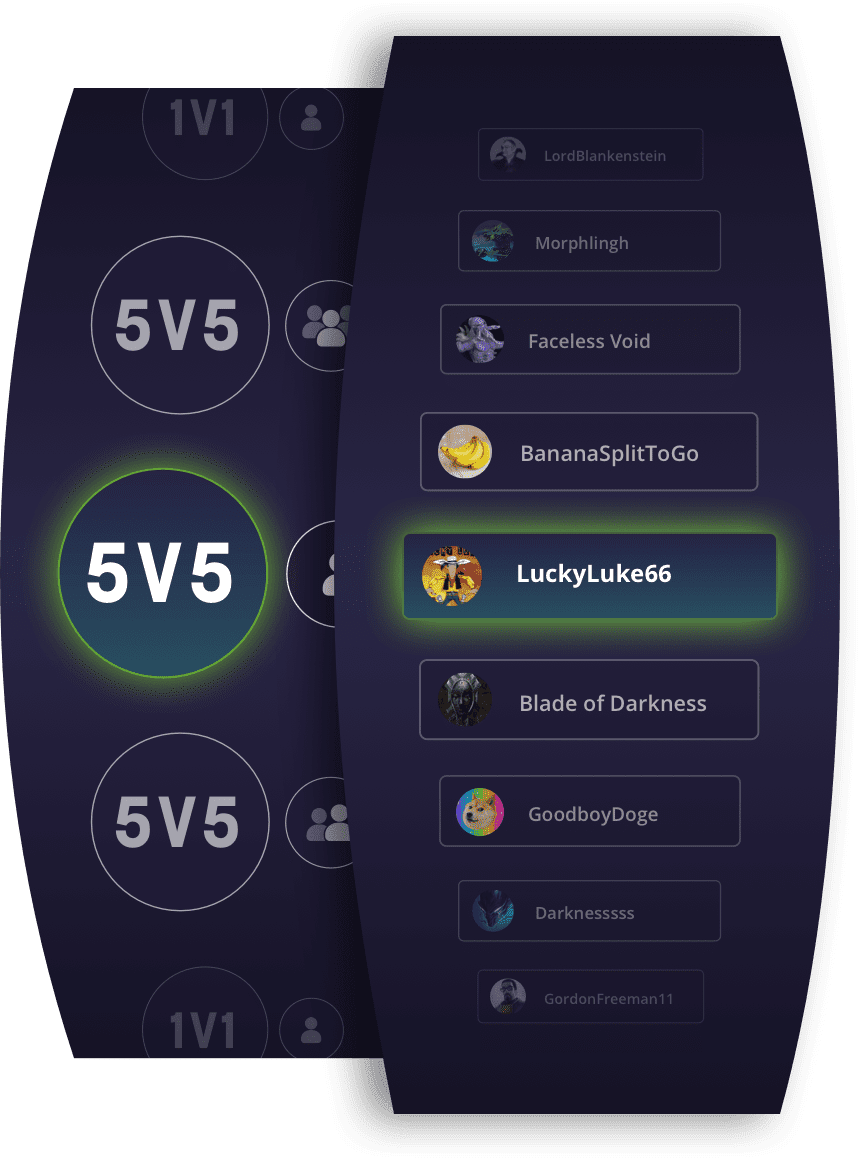 1V1
5V5
5V5
5V5
1V1
LordBlankenstein
Morphlingh
Faceless Void
BananaSplitToGo
LuckyLuke66
Blade of Darkness
GoodboyDoge
Darknesssss
GordonFreeman11